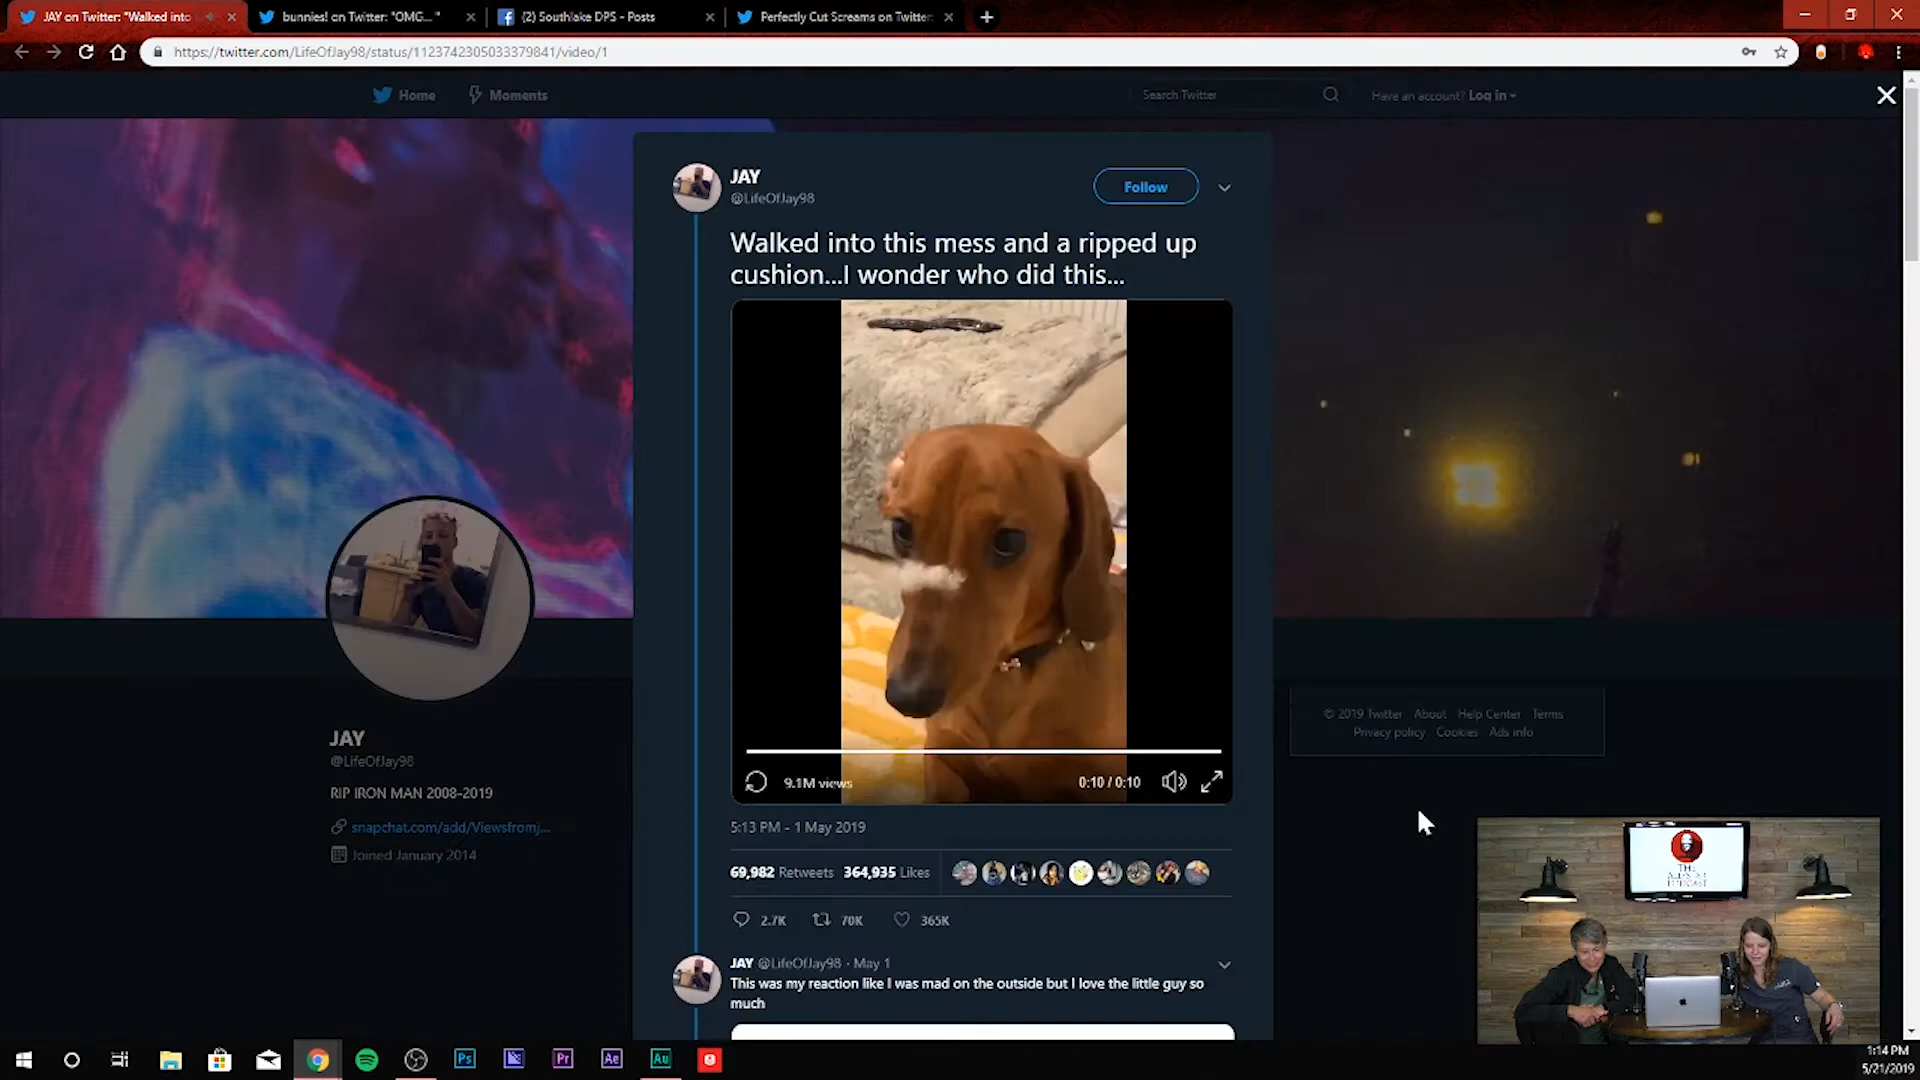 JAY on Twitter: "Walked into
bunnies! on Twitter: "OMG... "
(2) Southlake DPS - Posts
Perfectly Cut Screams on Twitter:
https://twitter.com/LifeOfJay98/status/1123742305033379841/video/1
Home
Moments
Search Twitter
Have an account? Log in
JAY
@LifeOfJay98
Follow
Walked into this mess and a ripped up
cushion...I wonder who did this...
9.1M views
0:10 / 0:10
5:13 PM - 1 May 2019
69,982 Retweets 364,935 Likes
2.7K
70K
365K
JAY @LifeOfJay98 · May 1
This was my reaction like I was mad on the outside but I love the little guy so
much
JAY
@LifeOfJay98
RIP IRON MAN 2008-2019
snapchat.com/add/Viewsfromj...
Joined January 2014
© 2019 Twitter About Help Center Terms
Privacy policy Cookies Ads info
THE
PODCAST
Ps
Pr
Ae
Au
1:14 PM
5/21/2019